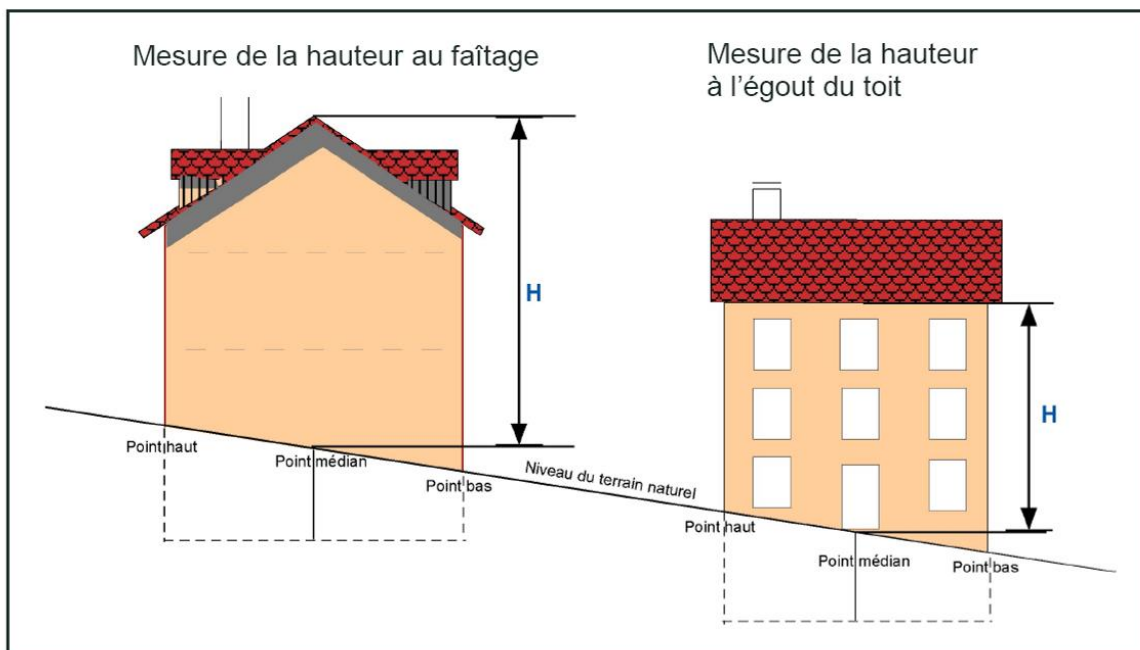 Mesure de la hauteur au faîtage
Mesure de la hauteur
à l'égout du toit
H
H
Point haut
Point médian
Point bas
Niveau du terrain naturel
Point haut
Point médian
Point bas